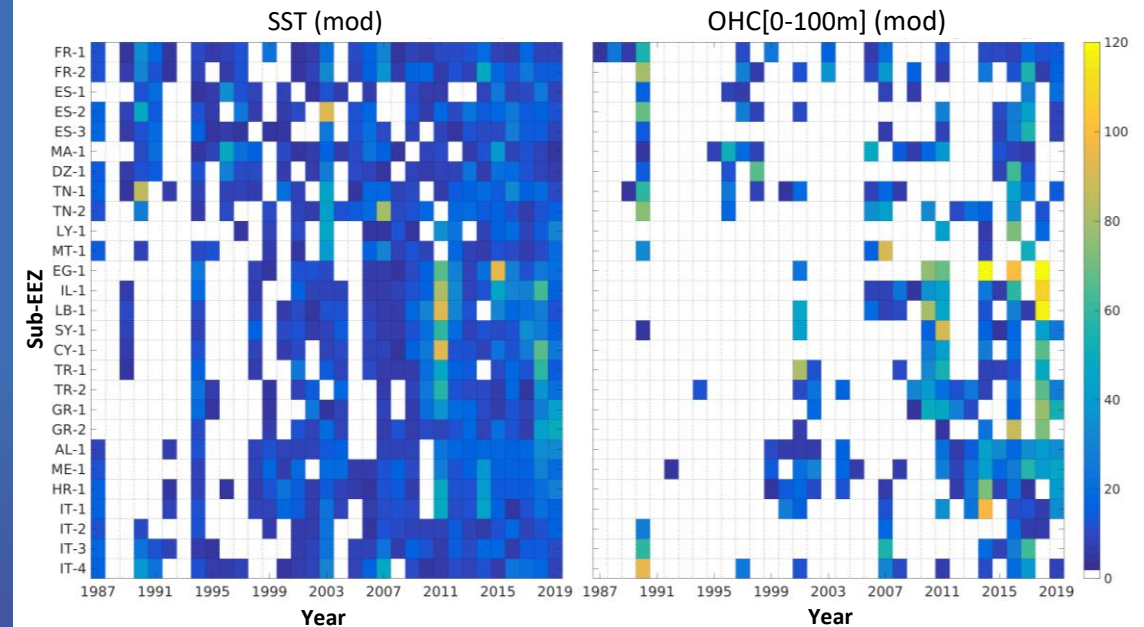 SST (mod)
OHC[0-100m] (mod)
Sub-EEZ
FR-1
FR-2
ES-1
ES-2
ES-3
MA-1
DZ-1
TN-1
TN-2
LY-1
MT-1
EG-1
IL-1
LB-1
SY-1
CY-1
TR-1
TR-2
GR-1
GR-2
AL-1
ME-1
HR-1
IT-1
IT-2
IT-3
IT-4
1987 1991 1995 1999 2003 2007 2011 2015 2019
Year
1987 1991 1995 1999 2003 2007 2011 2015 2019
Year
120
100
80
60
40
20
0